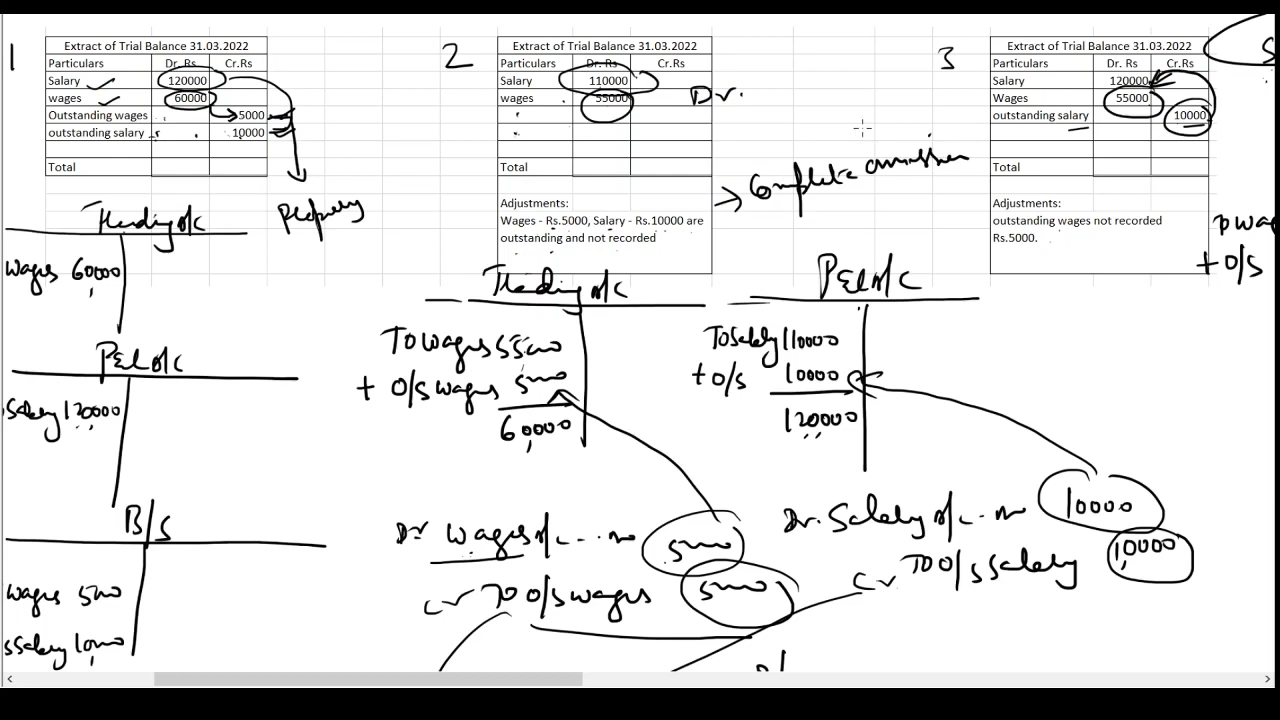 1
Extract of Trial Balance 31.03.2022
Particulars Dr. Rs Cr.Rs
Salary 120000
wages 60000
Outstanding wages 5000
outstanding salary 10000
Total
2
Extract of Trial Balance 31.03.2022
Particulars Dr. Rs Cr.Rs
Salary 110000
wages 55000
Total
Adjustments:
Wages - Rs.5000, Salary - Rs.10000 are
outstanding and not recorded
Dr.
→ Complete omission
3
Extract of Trial Balance 31.03.2022
Particulars Dr. Rs Cr.Rs
Salary 120000
Wages 55000
outstanding salary 10000
Total
Adjustments:
outstanding wages not recorded
Rs.5000.
S
+ O/S
Trading a/c
wages 60000
P&L a/c
Salary 120000
B/S
wages 5000
Salary 10000
Trading a/c
To wages 55000
+ O/S wages 5000
60,000
P&L a/c
To Salary 110000
+ O/S 10000
120000
Dr. wages a/c 5000
Cr To O/S wages 5000
Dr. Salary a/c 10000
Cr To O/S Salary 10000